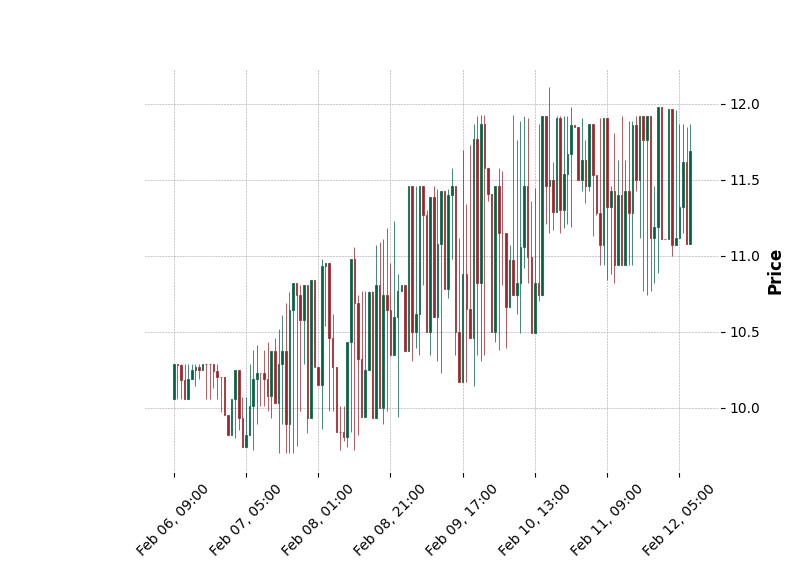 12.0
11.5
11.0
10.5
10.0
Price
Feb 06, 09:00
Feb 07, 05:00
Feb 08, 01:00
Feb 08, 21:00
Feb 09, 17:00
Feb 10, 13:00
Feb 11, 09:00
Feb 12, 05:00